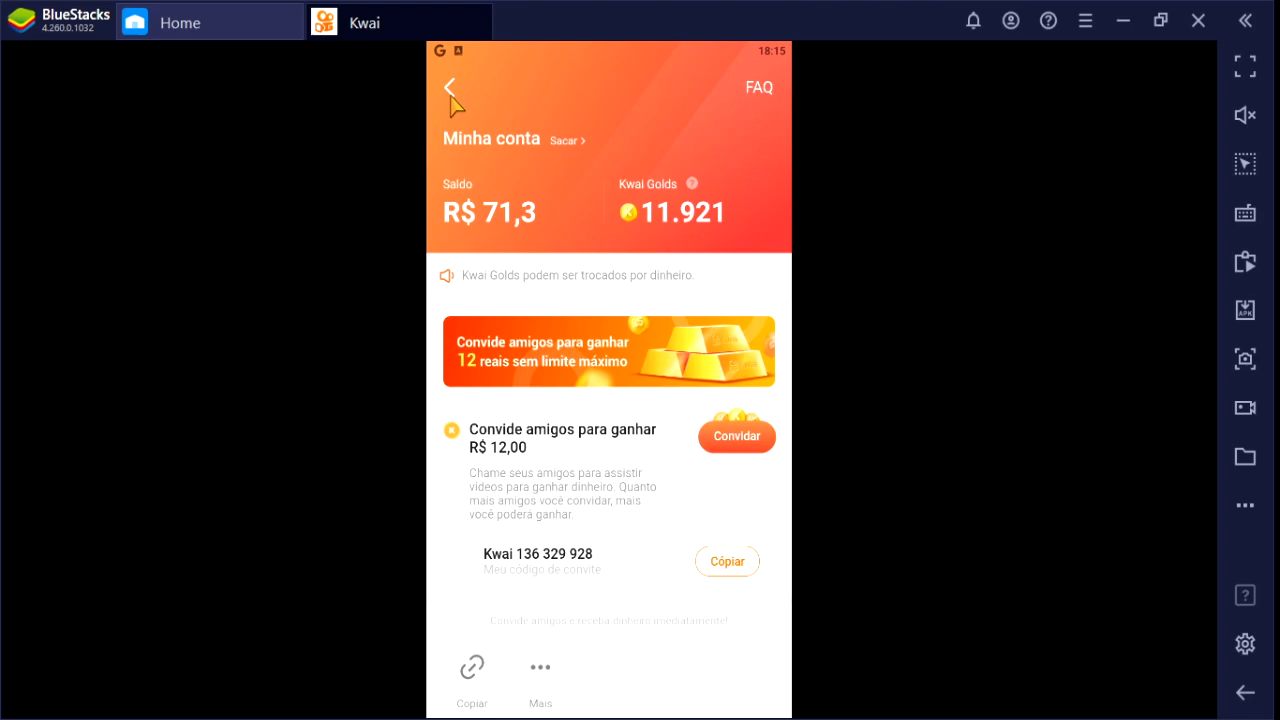 BlueStacks
4.260.0.1032
Home
Kwai
G A 18:15
FAQ
Minha conta Sacar >
Saldo
Kwai Golds ?
R$ 71,3
11.921
Kwai Golds podem ser trocados por dinheiro.
Convide amigos para ganhar
12 reais sem limite máximo
Convide amigos para ganhar
R$ 12,00
Convidar
Chame seus amigos para assistir
vídeos para ganhar dinheiro. Quanto
mais amigos você convidar, mais
você poderá ganhar.
Kwai 136 329 928
Meu código de convite
Cópiar
Convide amigos e receba dinheiro imediatamente!
Copiar
Mais
APK